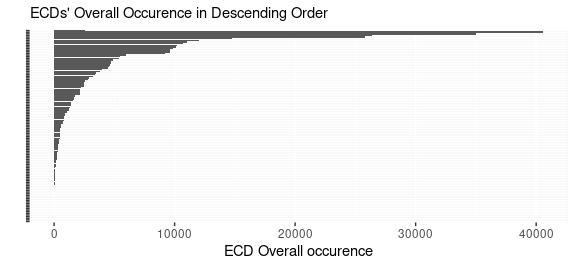 ECDs' Overall Occurence in Descending Order
0 10000 20000 30000 40000
ECD Overall occurence